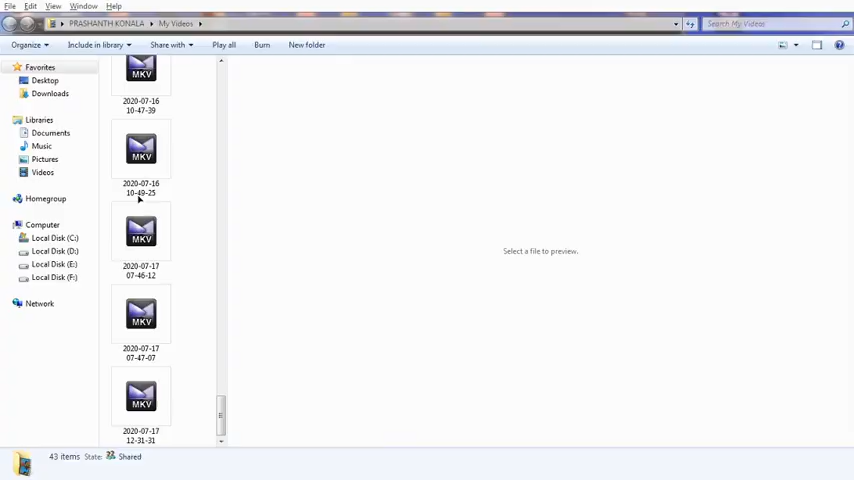 File Edit View Window Help
PRASHANTH KONALA ▸ My Videos ▸
Search My Videos
Organize Include in library Share with Play all Burn New folder
Favorites
Desktop
Downloads
Libraries
Documents
Music
Pictures
Videos
Homegroup
Computer
Local Disk (C:)
Local Disk (D:)
Local Disk (E:)
Local Disk (F:)
Network
MKV
2020-07-16
10-47-39
MKV
2020-07-16
10-49-25
MKV
2020-07-17
07-46-12
MKV
2020-07-17
07-47-07
MKV
2020-07-17
12-31-31
Select a file to preview.
43 items State: Shared